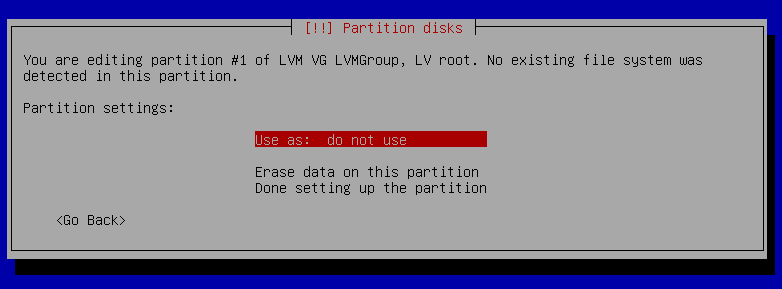 [!!] Partition disks
You are editing partition #1 of LVM VG LVMGroup, LV root. No existing file system was
detected in this partition.
Partition settings:
Use as:  do not use
Erase data on this partition
Done setting up the partition
<Go Back>